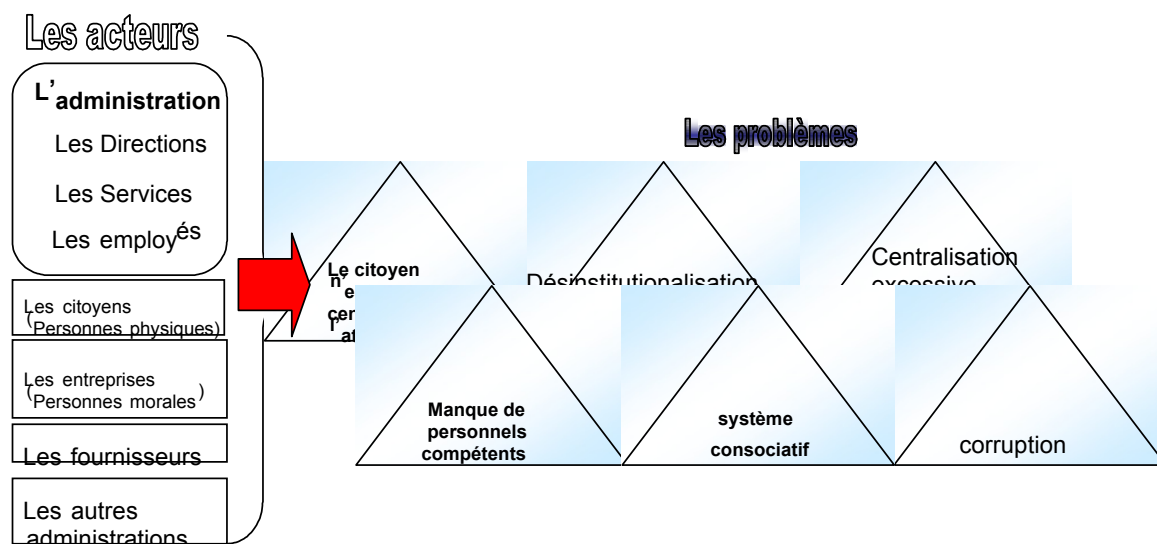 Les acteurs
L'administration
Les Directions
Les Services
Les employés
Les citoyens
(Personnes physiques)
Les entreprises
(Personnes morales)
Les fournisseurs
Les autres
administrations
Les problèmes
Le citoyen
n'
Désinstitutionalisation
Centralisation
excessive
Manque de
personnels
compétents
système
consociatif
corruption